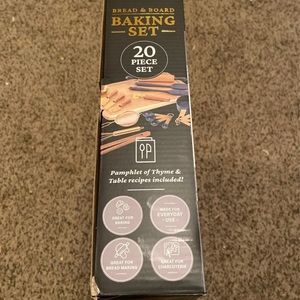 BREAD & BOARD
BAKING
SET
20
PIECE
SET
Pamphlet of Thyme &
Table recipes included!
GREAT FOR
BAKING
MADE FOR
EVERYDAY
USE
GREAT FOR
BREAD MAKING
GREAT FOR
CHARCUTERIE